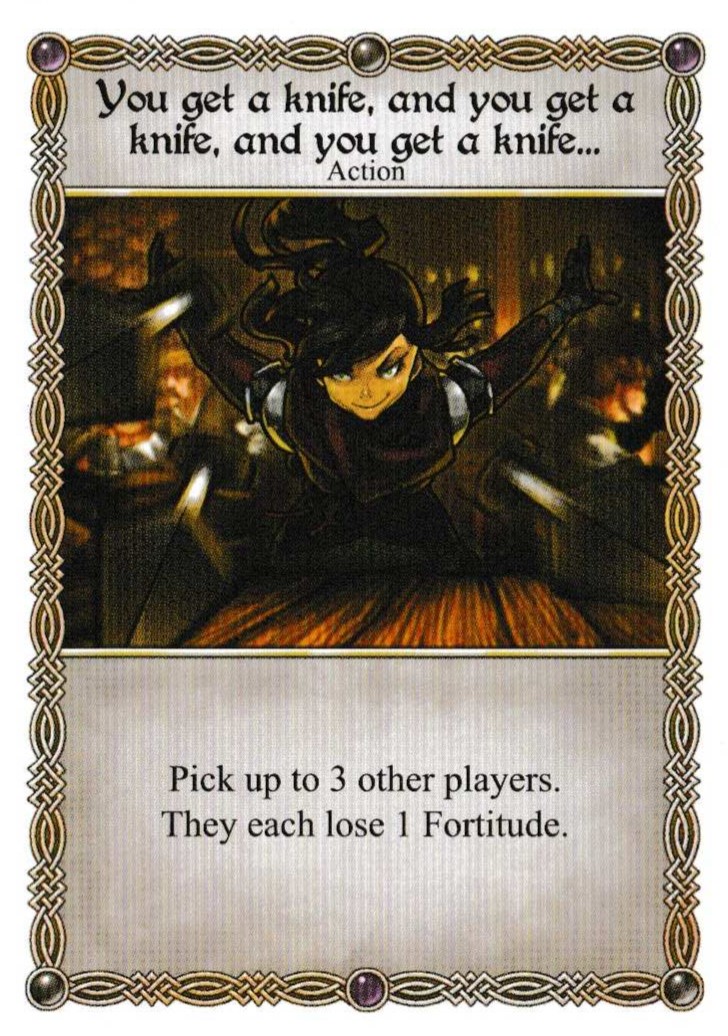 You get a knife, and you get a
knife, and you get a knife...
Action
Pick up to 3 other players.
They each lose 1 Fortitude.